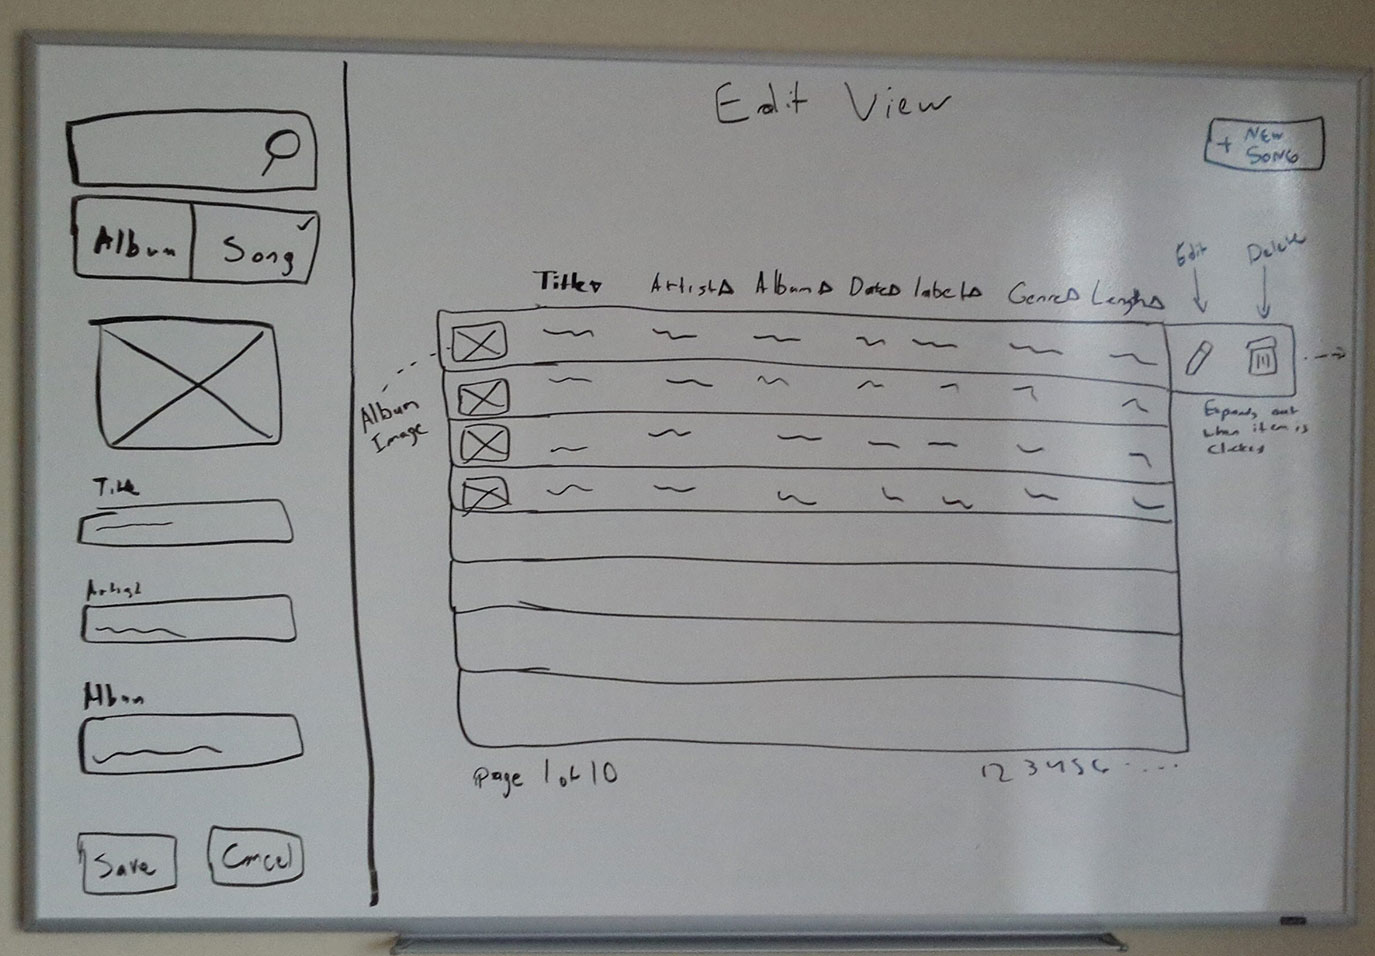 Edit View
+ NEW
SONG
Album
Song
Title
Artist
Album
Save
Cancel
Title Artist Album Date label Genre Length
Edit
Delete
Album
Image
Expands out
when item is
clicked
page 1 of 10
1 2 3 4 5 6 . . . .